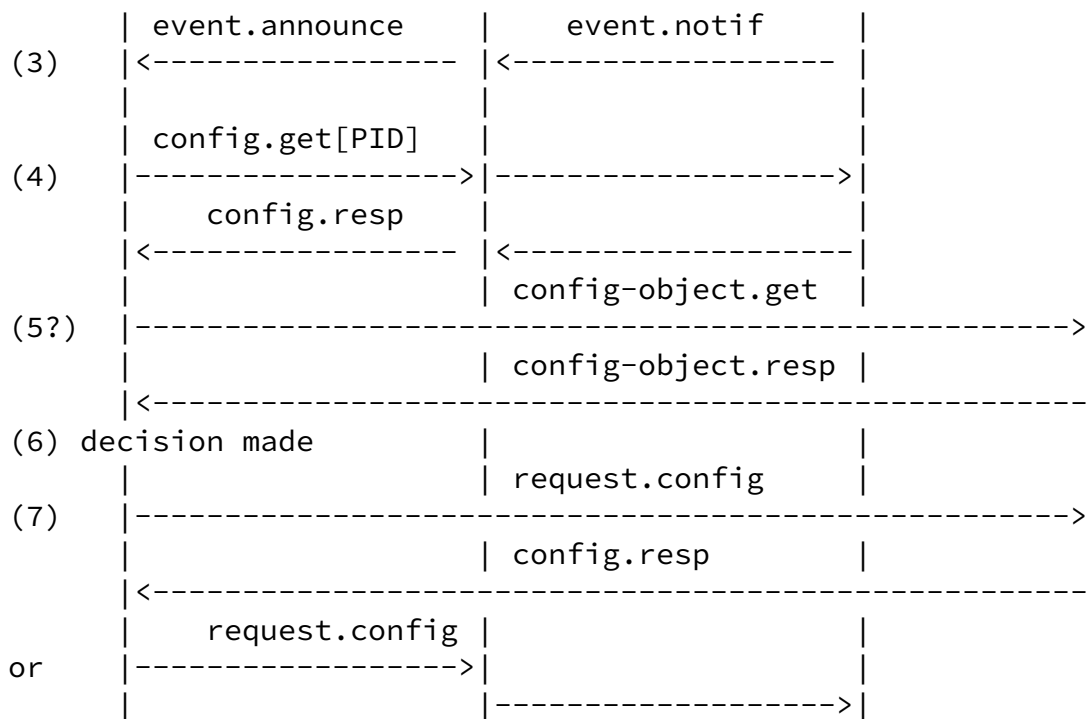 | event.announce    |    event.notif     |
(3)     |<----------------- |<------------------ |
        |                   |                    |
        | config.get[PID]
(4)     |------------------>|------------------->|
        |    config.resp    |
        |<----------------- |<-------------------|
        |                   | config-object.get  |
(5?)    |---------------------------------------------------->
        |                   | config-object.resp |
        |<----------------------------------------------------
(6) decision made           |                    |
        |                   | request.config     |
(7)     |---------------------------------------------------->
        |                   | config.resp        |
        |<----------------------------------------------------
        |    request.config |                    |
or      |------------------>|                    |
        |                   |------------------->|